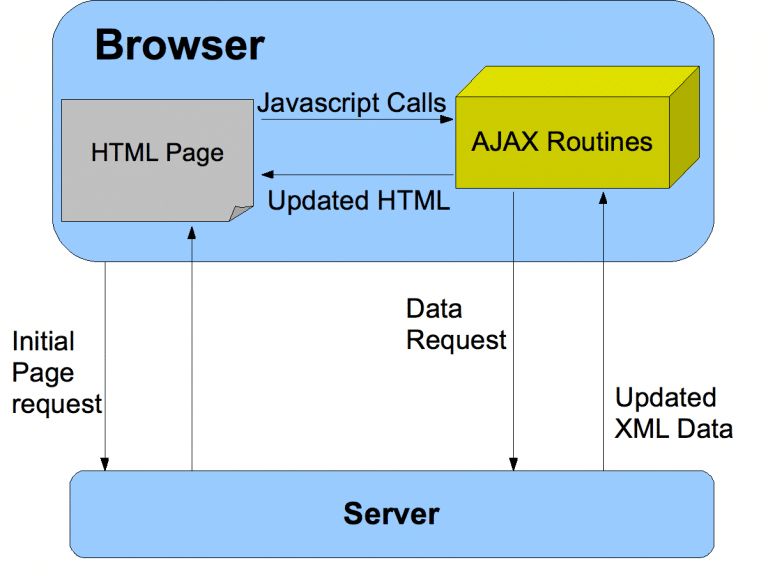 Browser
Javascript Calls
HTML Page
AJAX Routines
Updated HTML
Initial
Page
request
Data
Request
Updated
XML Data
Server